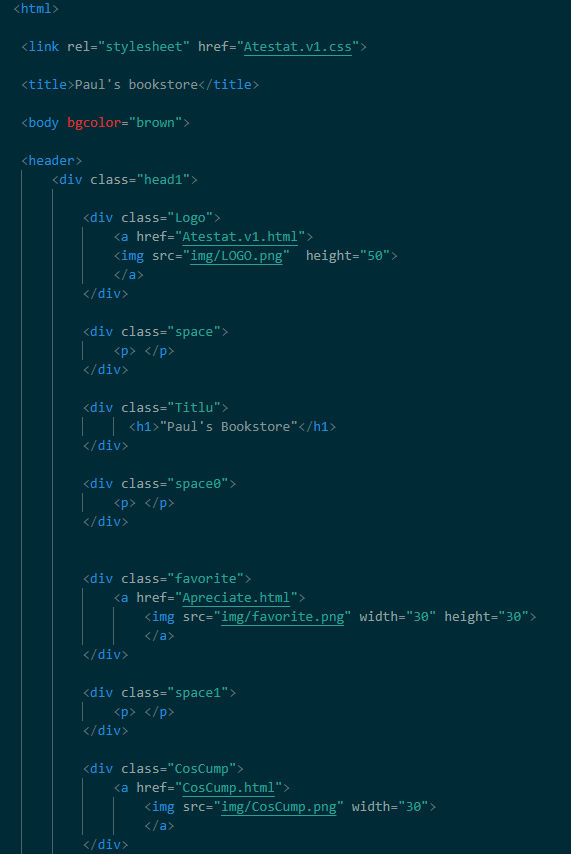 <html>
<link rel="stylesheet" href="Atestat.v1.css">
<title>Paul's bookstore</title>
<body bgcolor="brown">
<header>
<div class="head1">
<div class="Logo">
<a href="Atestat.v1.html">
<img src="img/LOGO.png"  height="50">
</a>
</div>
<div class="space">
<p> </p>
</div>
<div class="Titlu">
<h1>"Paul's Bookstore"</h1>
</div>
<div class="space0">
<p> </p>
</div>
<div class="favorite">
<a href="Apreciate.html">
<img src="img/favorite.png" width="30" height="30">
</a>
</div>
<div class="space1">
<p> </p>
</div>
<div class="CosCump">
<a href="CosCump.html">
<img src="img/CosCump.png" width="30">
</a>
</div>